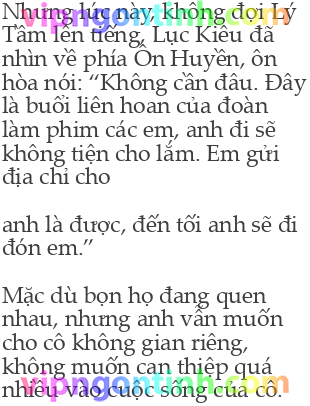 Nhưng lúc này, không đợi Lý
Tầm lên tiếng, Lục Kiêu đã
nhìn về phía Ôn Huyền, ôn
hòa nói: “Không cần đâu. Đây
là buổi liên hoan của đoàn
làm phim các em, anh đi sẽ
không tiện cho lắm. Em gửi
địa chỉ cho
anh là được, đến tối anh sẽ đi
đón em.”
Mặc dù bọn họ đang quen
nhau, nhưng anh vẫn muốn
cho cô không gian riêng,
không muốn can thiệp quá
nhiều vào cuộc sống của cô.
vipngontinh.com
vipngontinh.com